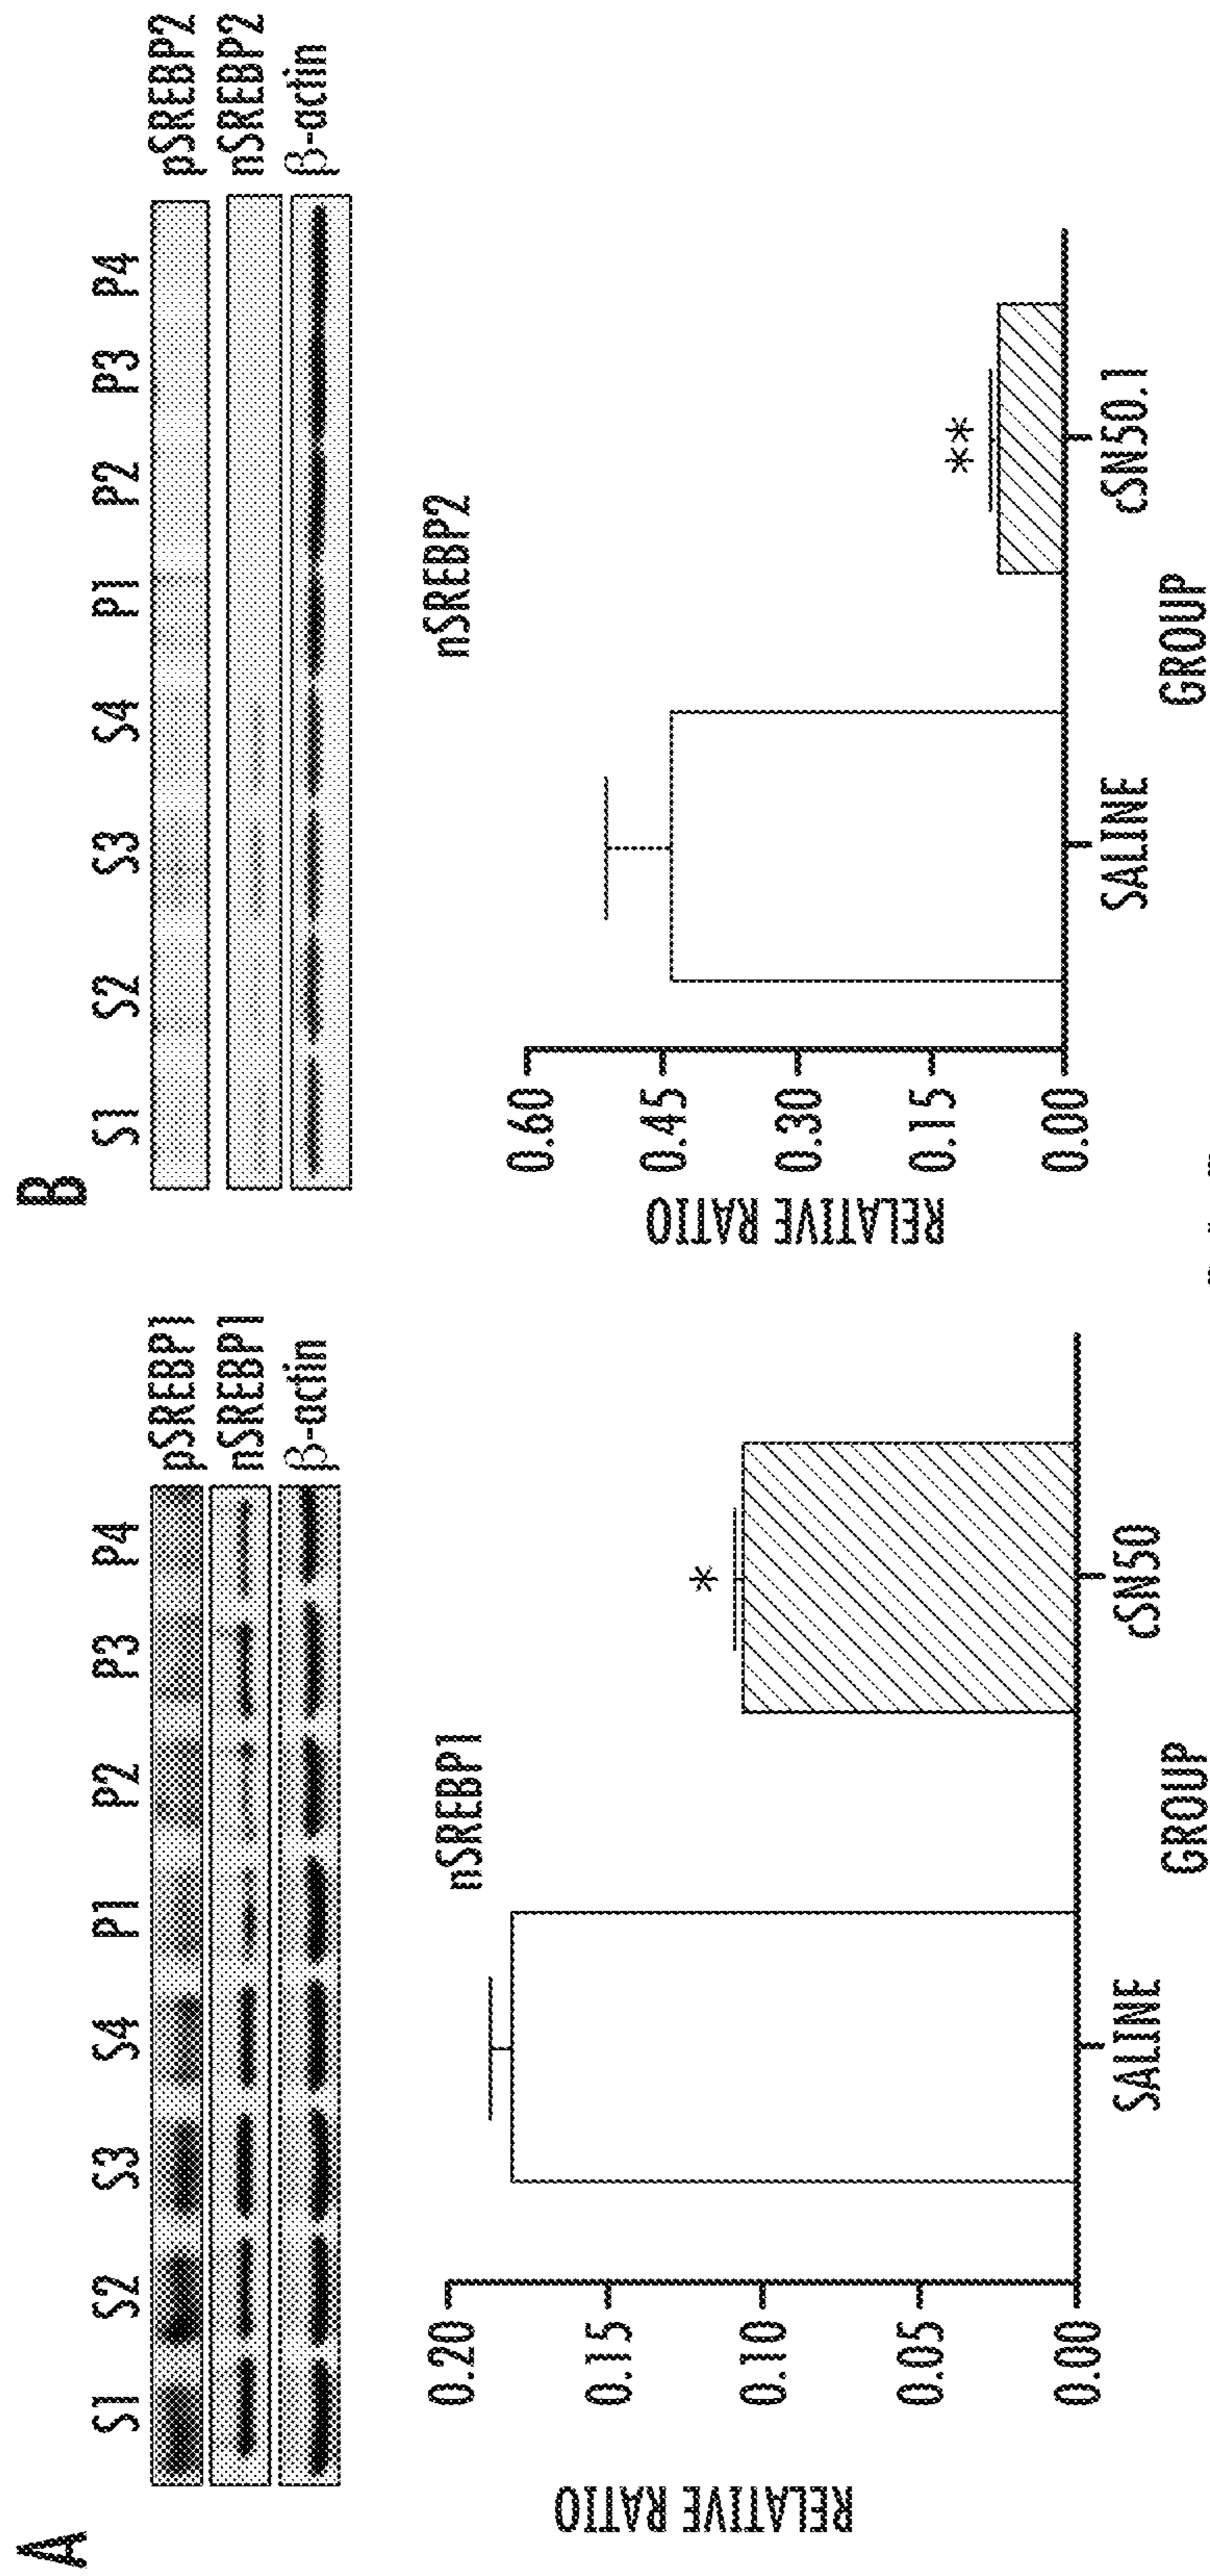 A
S1 S2 S3 S4 P1 P2 P3 P4
pSREBP1
nSREBP1
β-actin
nSREBP1
RELATIVE RATIO
0.20
0.15
0.10
0.05
0.00
*
SALINE
cSN50
GROUP
B
S1 S2 S3 S4 P1 P2 P3 P4
pSREBP2
nSREBP2
β-actin
nSREBP2
RELATIVE RATIO
0.60
0.45
0.30
0.15
0.00
**
SALINE
cSN50.1
GROUP